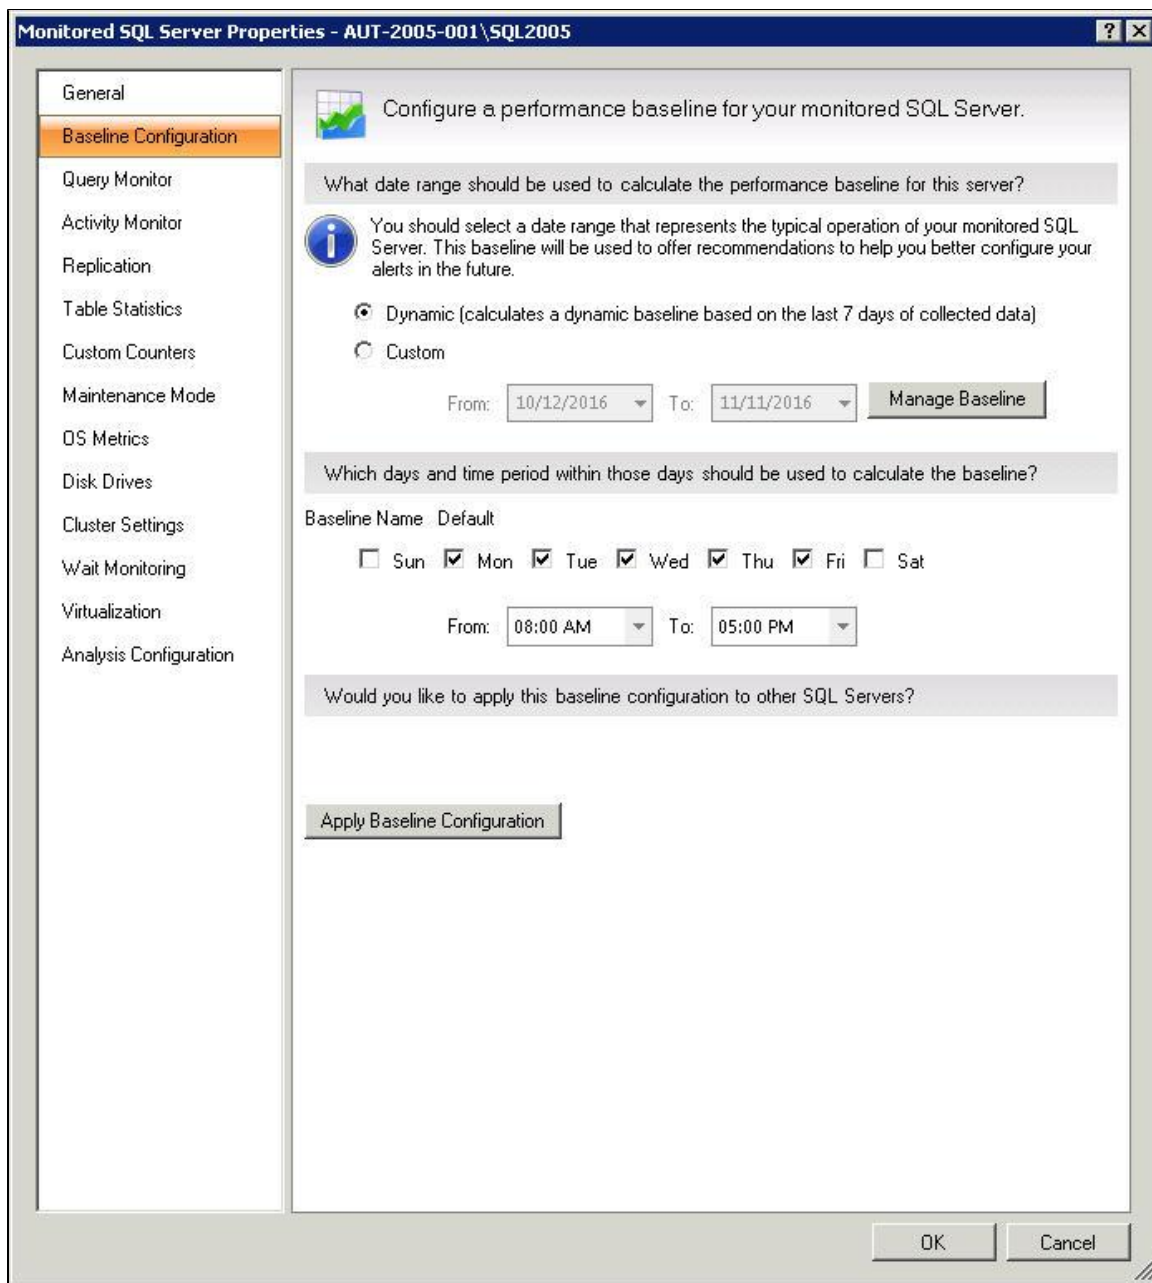 Monitored SQL Server Properties - AUT-2005-001\SQL2005
General
Baseline Configuration
Query Monitor
Activity Monitor
Replication
Table Statistics
Custom Counters
Maintenance Mode
OS Metrics
Disk Drives
Cluster Settings
Wait Monitoring
Virtualization
Analysis Configuration
Configure a performance baseline for your monitored SQL Server.
What date range should be used to calculate the performance baseline for this server?
You should select a date range that represents the typical operation of your monitored SQL
Server. This baseline will be used to offer recommendations to help you better configure your
alerts in the future.
Dynamic (calculates a dynamic baseline based on the last 7 days of collected data)
Custom
From: 10/12/2016 To: 11/11/2016 Manage Baseline
Which days and time period within those days should be used to calculate the baseline?
Baseline Name Default
Sun Mon Tue Wed Thu Fri Sat
From: 08:00 AM To: 05:00 PM
Would you like to apply this baseline configuration to other SQL Servers?
Apply Baseline Configuration
OK Cancel